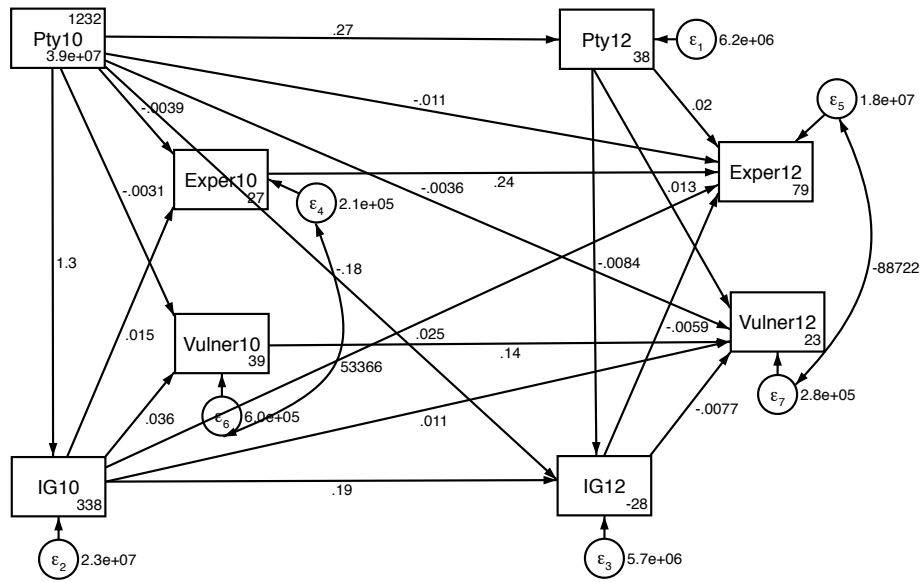 1232
Pty10
3.9e+07
.27
Pty12
38
ε1
6.2e+06
-.0039
-.011
.02
ε5
1.8e+07
Exper10
27
-.0031
ε4
2.1e+05
.24
-.0036
.013
Exper12
79
1.3
-.18
-.0084
-88722
.015
Vulner10
39
53366
.025
.14
-.0059
Vulner12
23
.036
ε6
6.0e+05
.011
-.0077
ε7
2.8e+05
IG10
338
.19
IG12
-28
ε2
2.3e+07
ε3
5.7e+06